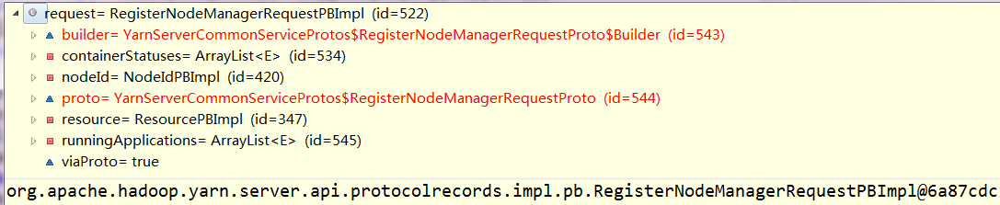 request= RegisterNodeManagerRequestPBImpl (id=522)
builder= YarnServerCommonServiceProtos$RegisterNodeManagerRequestProto$Builder (id=543)
containerStatuses= ArrayList<E> (id=534)
nodeId= NodeIdPBImpl (id=420)
proto= YarnServerCommonServiceProtos$RegisterNodeManagerRequestProto (id=544)
resource= ResourcePBImpl (id=347)
runningApplications= ArrayList<E> (id=545)
viaProto= true
org.apache.hadoop.yarn.server.api.protocolrecords.impl.pb.RegisterNodeManagerRequestPBImpl@6a87cdc